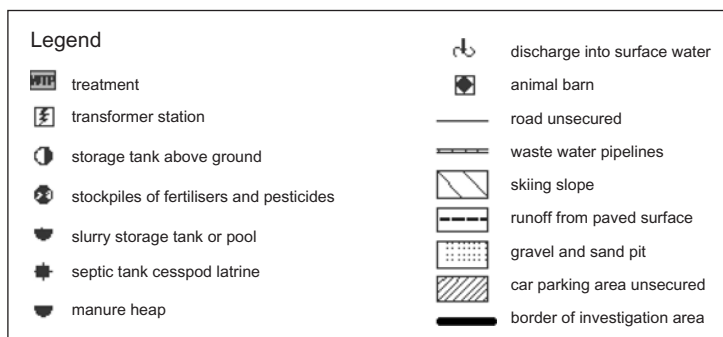 Legend
WTP treatment
transformer station
storage tank above ground
stockpiles of fertilisers and pesticides
slurry storage tank or pool
septic tank cesspod latrine
manure heap
discharge into surface water
animal barn
road unsecured
waste water pipelines
skiing slope
runoff from paved surface
gravel and sand pit
car parking area unsecured
border of investigation area